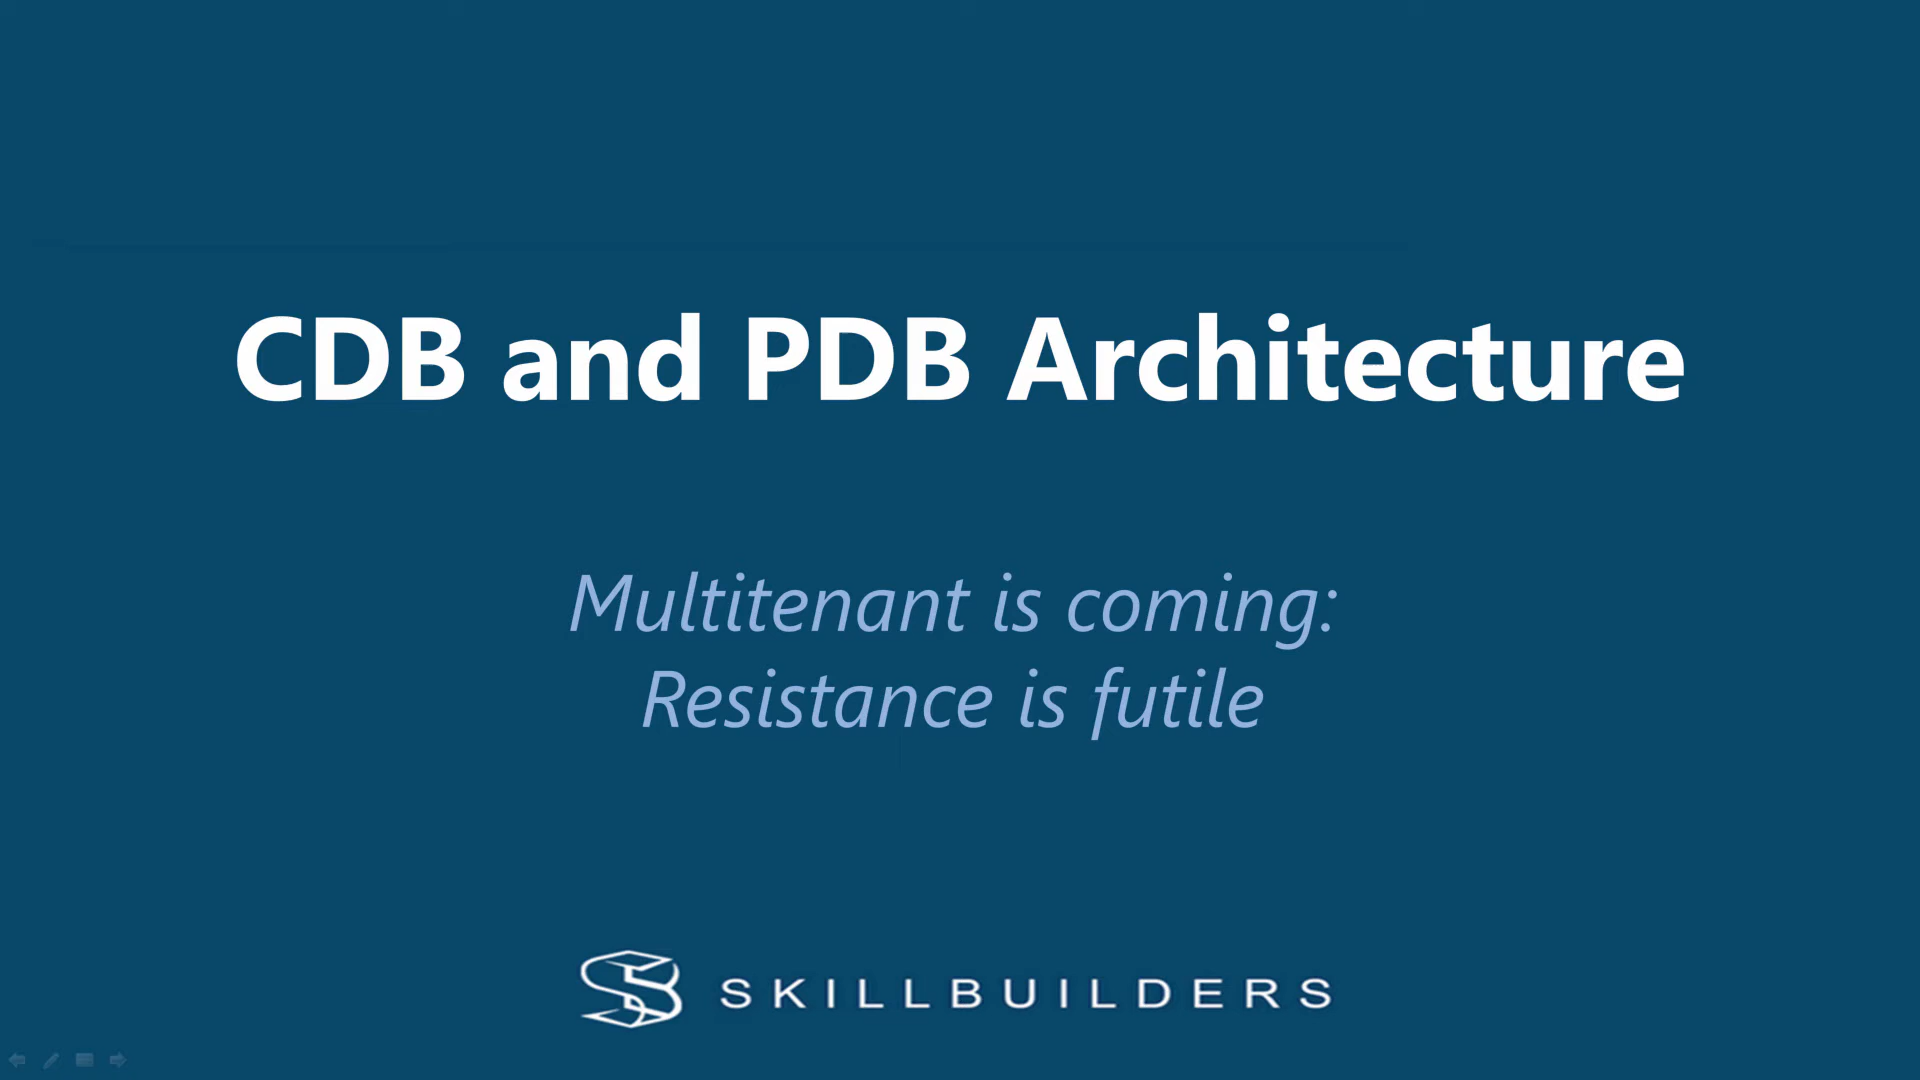 CDB and PDB Architecture
Multitenant is coming:
Resistance is futile
SKILLBUILDERS